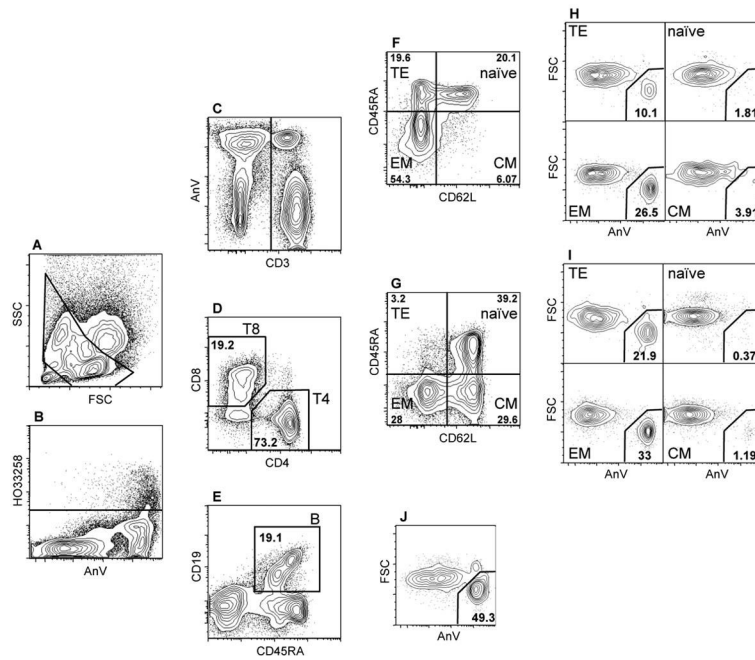 A
SSC
FSC
B
HO33258
AnV
C
AnV
CD3
D
T8
19.2
CD8
T4
73.2
CD4
E
B
19.1
CD19
CD45RA
F
19.6 20.1
TE naïve
CD45RA
EM CM
54.3 6.07
CD62L
G
3.2 39.2
TE naïve
CD45RA
EM CM
28 29.6
CD62L
H
TE naïve
FSC
10.1 1.81
FSC
EM 26.5 CM 3.91
AnV AnV
I
TE naïve
FSC
21.9 0.37
FSC
EM 33 CM 1.19
AnV AnV
J
FSC
49.3
AnV